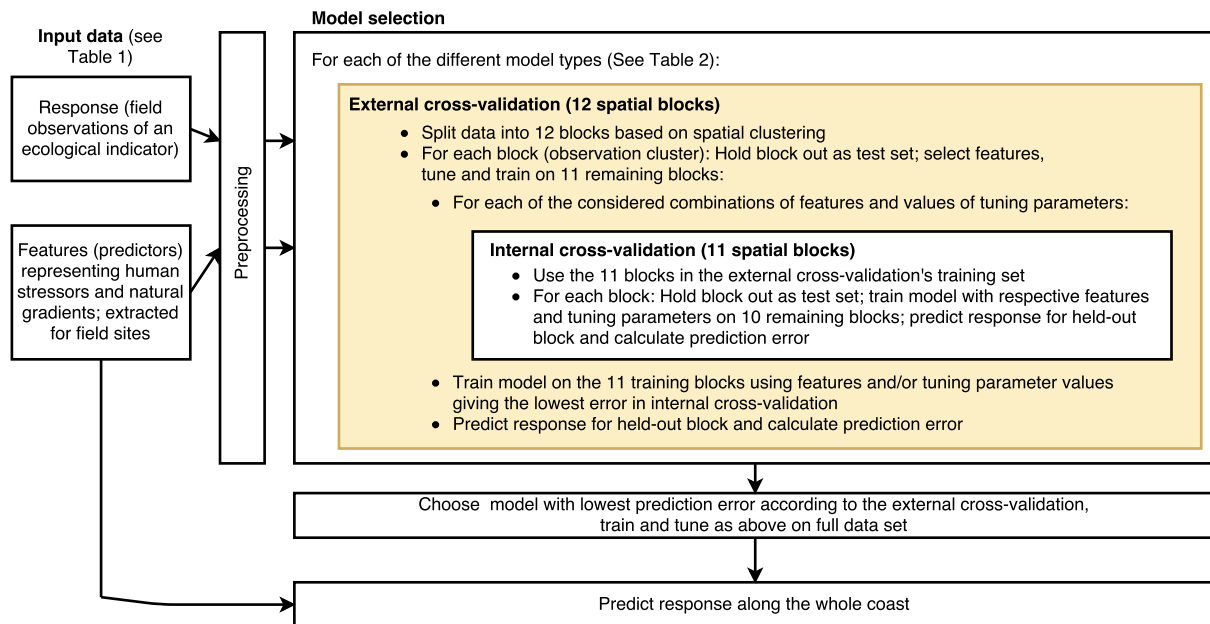 Model selection
Input data (see
Table 1)
Response (field
observations of an
ecological indicator)
Features (predictors)
representing human
stressors and natural
gradients; extracted
for field sites
Preprocessing
For each of the different model types (See Table 2):
External cross-validation (12 spatial blocks)
● Split data into 12 blocks based on spatial clustering
● For each block (observation cluster): Hold block out as test set; select features,
tune and train on 11 remaining blocks:
● For each of the considered combinations of features and values of tuning parameters:
Internal cross-validation (11 spatial blocks)
● Use the 11 blocks in the external cross-validation's training set
● For each block: Hold block out as test set; train model with respective features
and tuning parameters on 10 remaining blocks; predict response for held-out
block and calculate prediction error
● Train model on the 11 training blocks using features and/or tuning parameter values
giving the lowest error in internal cross-validation
● Predict response for held-out block and calculate prediction error
Choose model with lowest prediction error according to the external cross-validation,
train and tune as above on full data set
Predict response along the whole coast